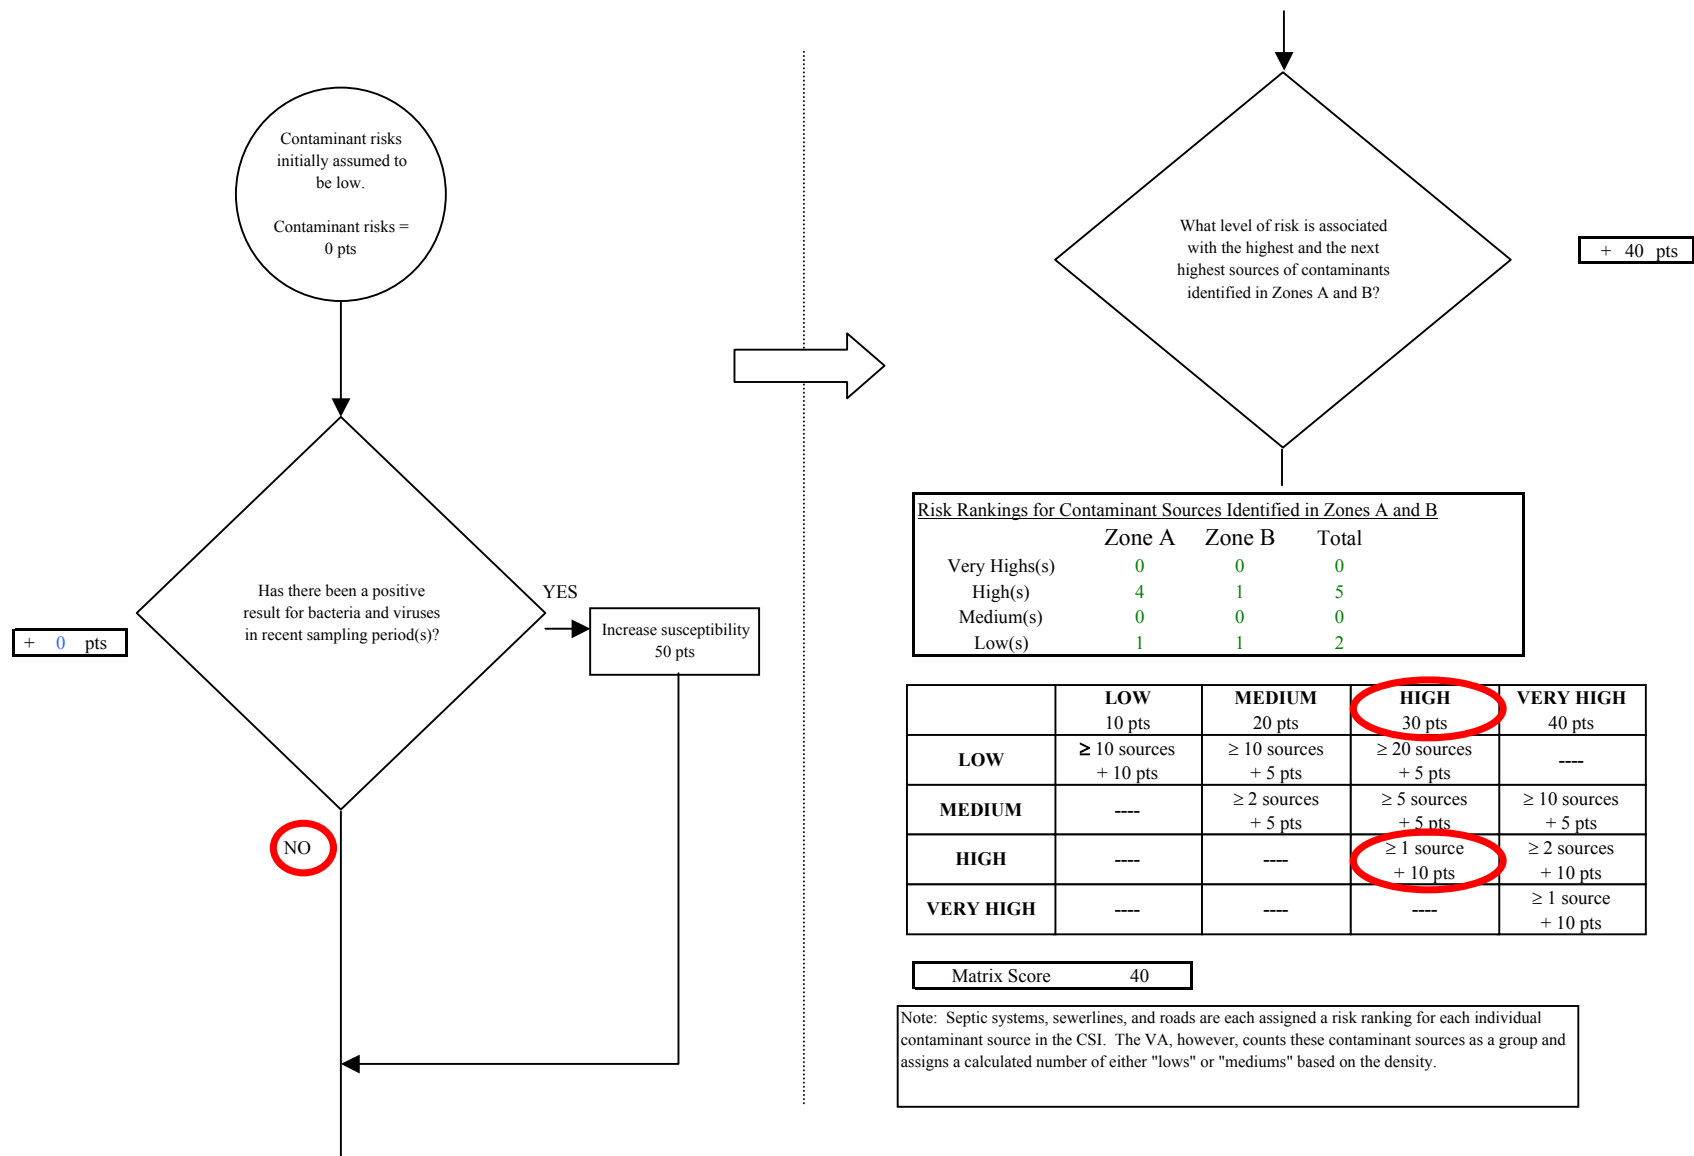 Contaminant risks
initially assumed to
be low.
Contaminant risks =
0 pts
Has there been a positive
result for bacteria and viruses
in recent sampling period(s)?
+ 0 pts
YES
Increase susceptibility
50 pts
NO
What level of risk is associated
with the highest and the next
highest sources of contaminants
identified in Zones A and B?
+ 40 pts
Risk Rankings for Contaminant Sources Identified in Zones A and B
Zone A Zone B Total
Very Highs(s) 0 0 0
High(s) 4 1 5
Medium(s) 0 0 0
Low(s) 1 1 2
LOW MEDIUM HIGH VERY HIGH
10 pts 20 pts 30 pts 40 pts
LOW ≥ 10 sources ≥ 10 sources ≥ 20 sources ----
+ 10 pts + 5 pts + 5 pts
MEDIUM ---- ≥ 2 sources ≥ 5 sources ≥ 10 sources
+ 5 pts + 5 pts + 5 pts
HIGH ---- ---- ≥ 1 source ≥ 2 sources
+ 10 pts + 10 pts
VERY HIGH ---- ---- ---- ≥ 1 source
+ 10 pts
Matrix Score 40
Note: Septic systems, sewerlines, and roads are each assigned a risk ranking for each individual
contaminant source in the CSI. The VA, however, counts these contaminant sources as a group and
assigns a calculated number of either "lows" or "mediums" based on the density.